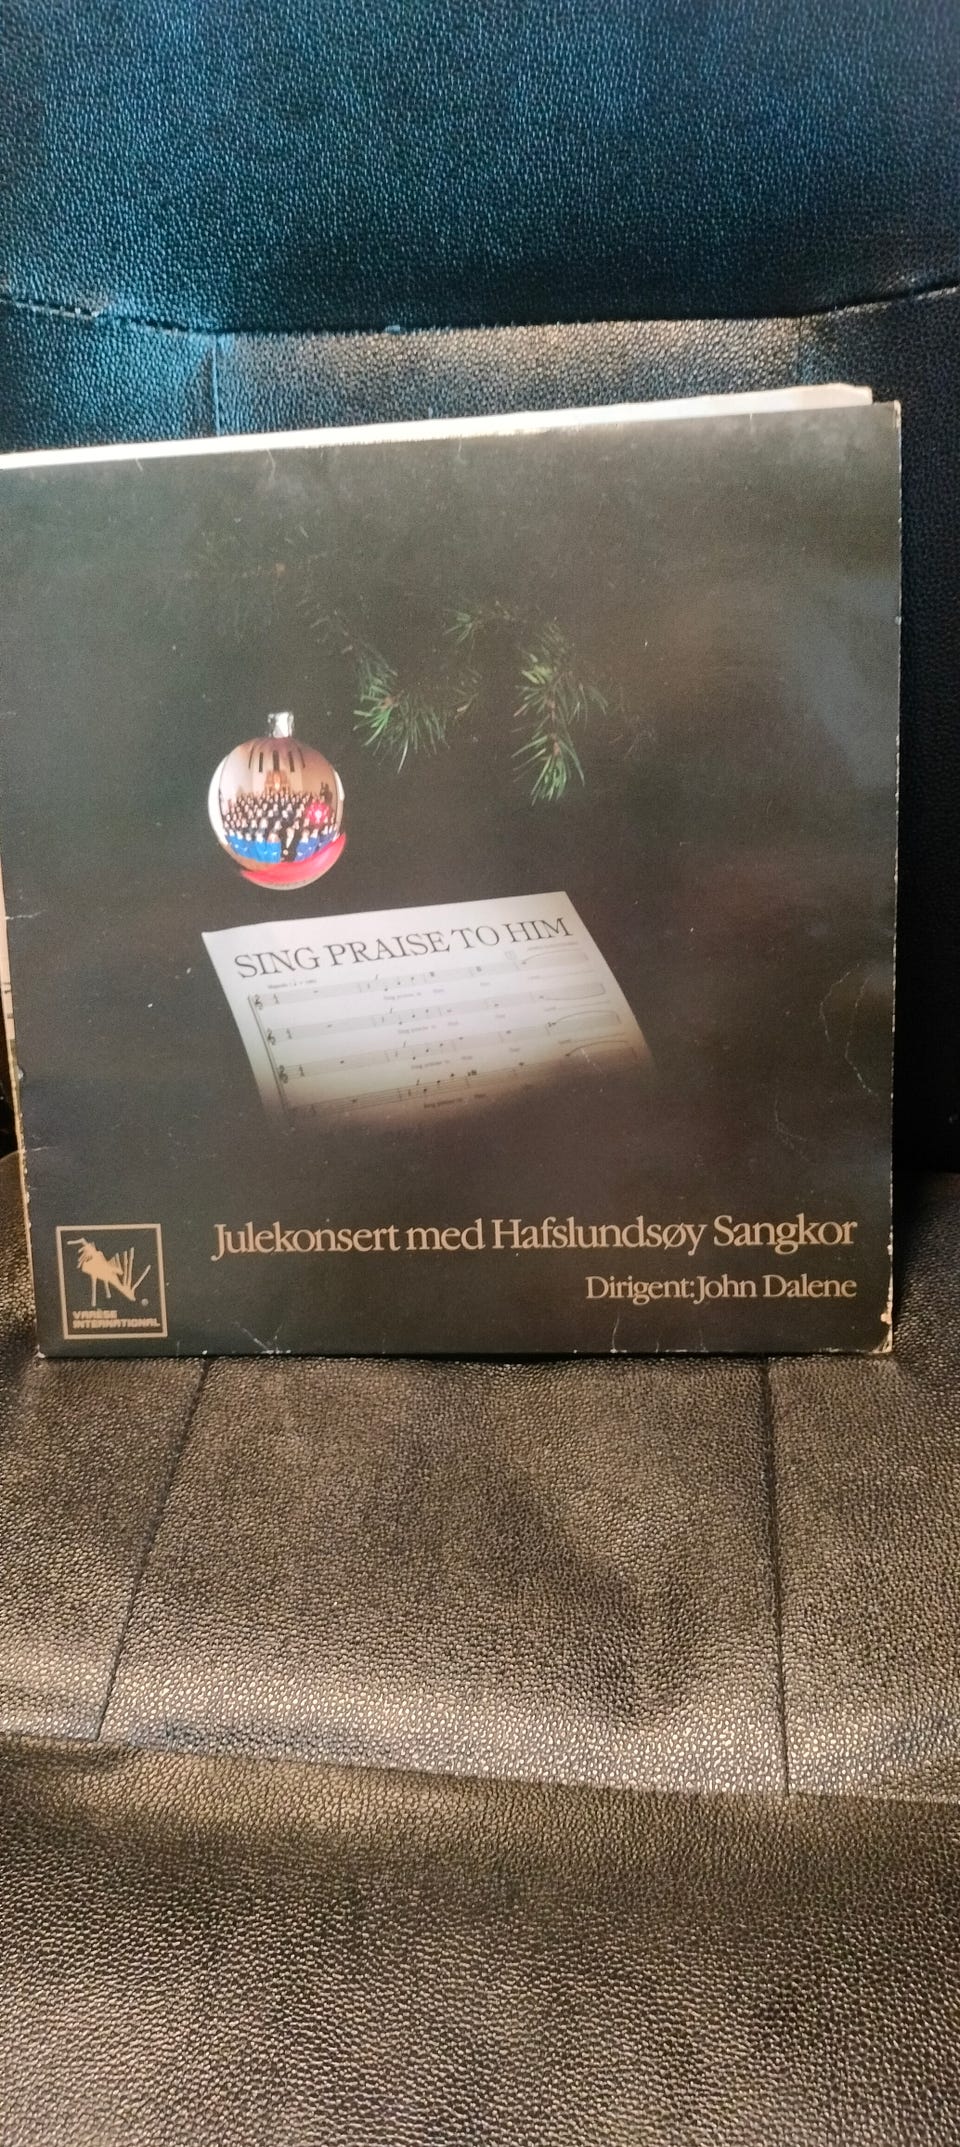 SING PRAISE TO HIM
Julekonsert med Hafslundsøy Sangkor
Dirigent: John Dalene
VARÈSE
INTERNATIONAL